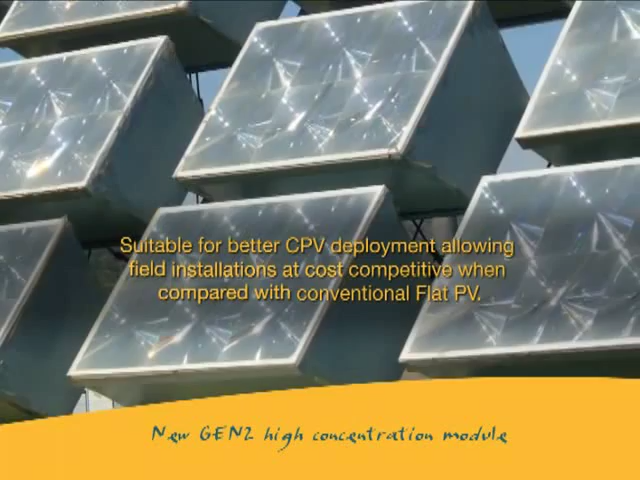 Suitable for better CPV deployment allowing
field installations at cost competitive when
compared with conventional Flat PV.
New GEN2 high concentration module